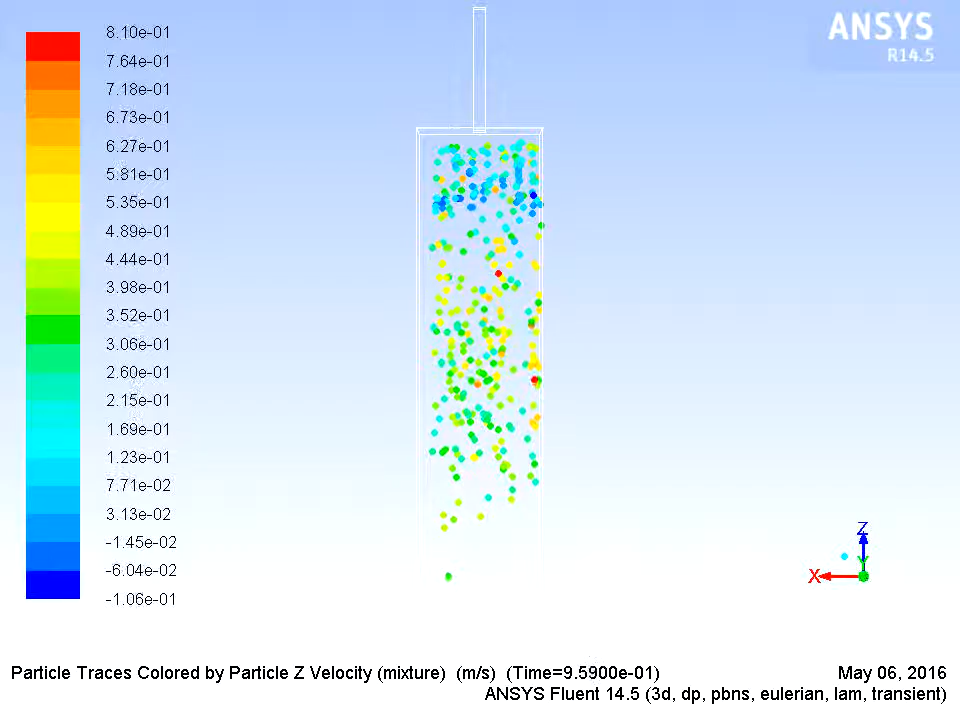 8.10e-01
7.64e-01
7.18e-01
6.73e-01
6.27e-01
5.81e-01
5.35e-01
4.89e-01
4.44e-01
3.98e-01
3.52e-01
3.06e-01
2.60e-01
2.15e-01
1.69e-01
1.23e-01
7.71e-02
3.13e-02
-1.45e-02
-6.04e-02
-1.06e-01
ANSYS
R14.5
Z
Y
X
Particle Traces Colored by Particle Z Velocity (mixture) (m/s) (Time=9.5900e-01)
May 06, 2016
ANSYS Fluent 14.5 (3d, dp, pbns, eulerian, lam, transient)